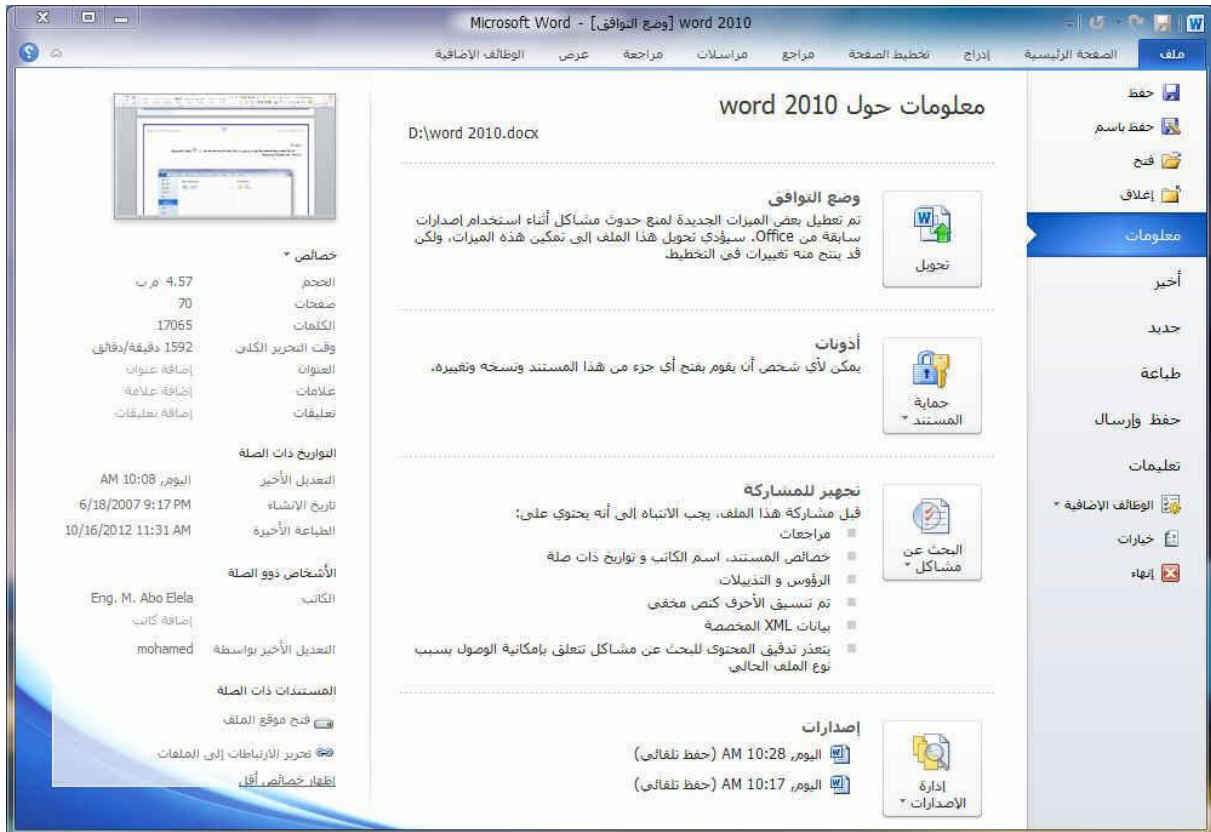 word 2010 [وضع التوافق] - Microsoft Word
ملف
الصفحة الرئيسية
إدراج
تخطيط الصفحة
مراجع
مراسلات
مراجعة
عرض
الوظائف الإضافية
حفظ
حفظ باسم
فتح
إغلاق
معلومات
أخير
جديد
طباعة
حفظ وإرسال
تعليمات
الوظائف الإضافية
خيارات
إنهاء
معلومات حول word 2010
D:\word 2010.docx
تحويل
وضع التوافق
تم تعطيل بعض الميزات الجديدة لمنع حدوث مشاكل أثناء استخدام إصدارات
سابقة من Office. سيؤدي تحويل هذا الملف إلى تمكين هذه الميزات، ولكن
قد ينتج منه تغييرات في التخطيط.
حماية
المستند
أذونات
يمكن لأي شخص أن يقوم بفتح أي جزء من هذا المستند ونسخه وتغييره.
البحث عن
مشاكل
تجهيز للمشاركة
قبل مشاركة هذا الملف، يجب الانتباه إلى أنه يحتوي على:
مراجعات
خصائص المستند، اسم الكاتب و تواريخ ذات صلة
الرؤوس و التذييلات
تم تنسيق الأحرف كنص مخفي
بيانات XML المخصصة
يتعذر تدقيق المحتوى للبحث عن مشاكل تتعلق بإمكانية الوصول بسبب
نوع الملف الحالي
إدارة
الإصدارات
إصدارات
اليوم, 10:28 AM (حفظ تلقائي)
اليوم, 10:17 AM (حفظ تلقائي)
خصائص
الحجم 4.57 م ب
صفحات 70
الكلمات 17065
وقت التحرير الكلي 1592 دقيقة/دقائق
العنوان إضافة عنوان
علامات إضافة علامة
تعليقات إضافة تعليقات
التواريخ ذات الصلة
التعديل الأخير اليوم, 10:08 AM
تاريخ الإنشاء 6/18/2007 9:17 PM
الطباعة الأخيرة 10/16/2012 11:31 AM
الأشخاص ذوو الصلة
الكاتب Eng. M. Abo Elela
إضافة كاتب
التعديل الأخير بواسطة mohamed
المستندات ذات الصلة
فتح موقع الملف
تحرير الارتباطات إلى الملفات
إظهار خصائص أقل